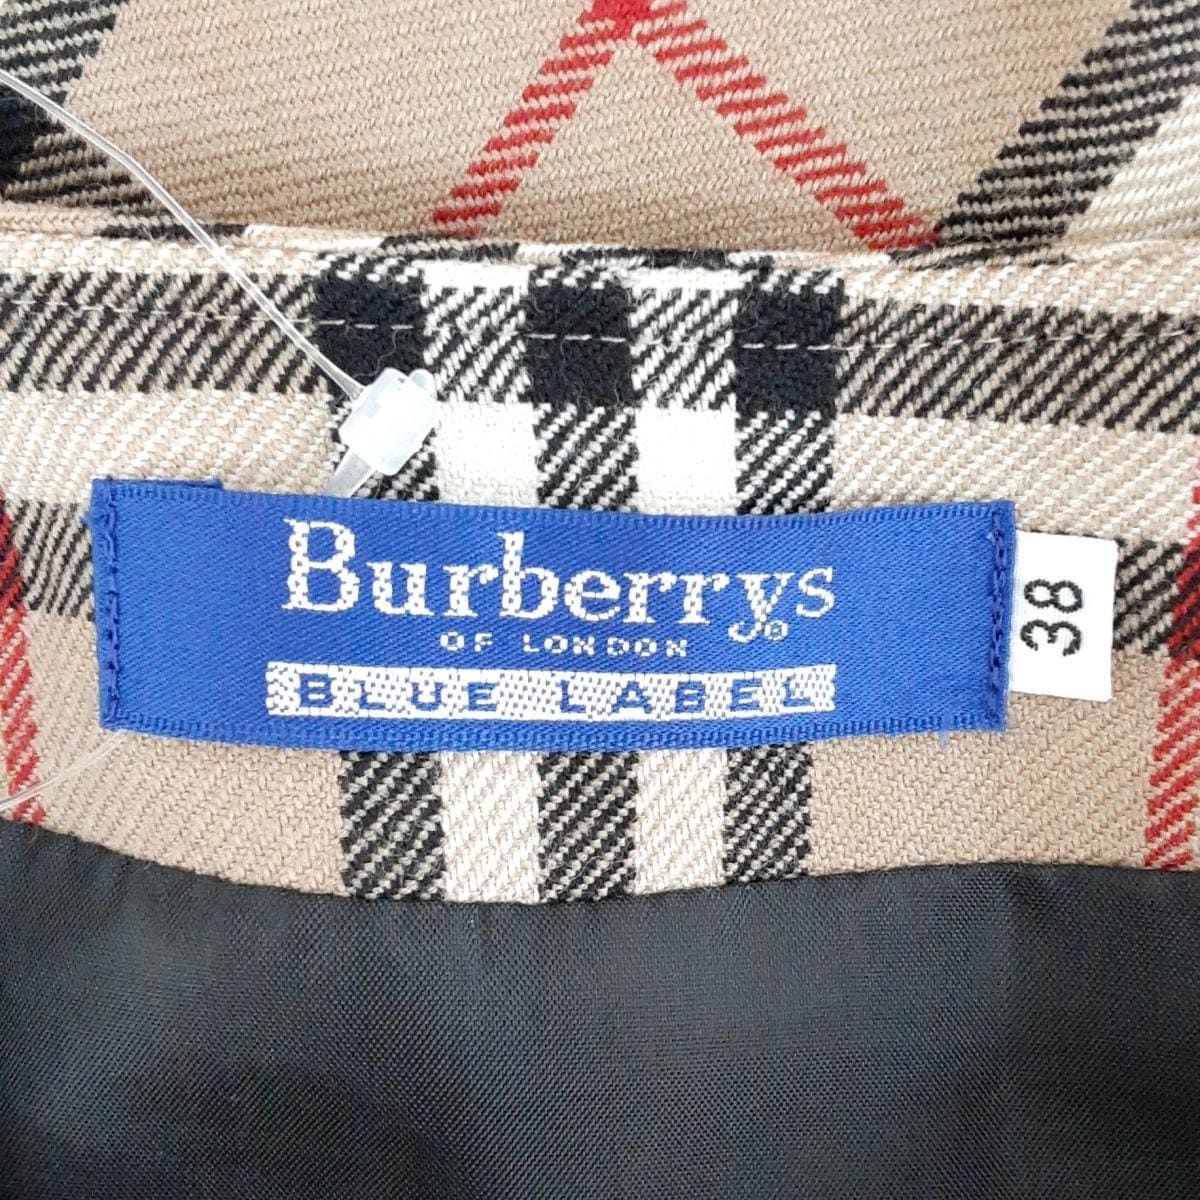 Burberrys®
OF LONDON
BLUE LABEL
38